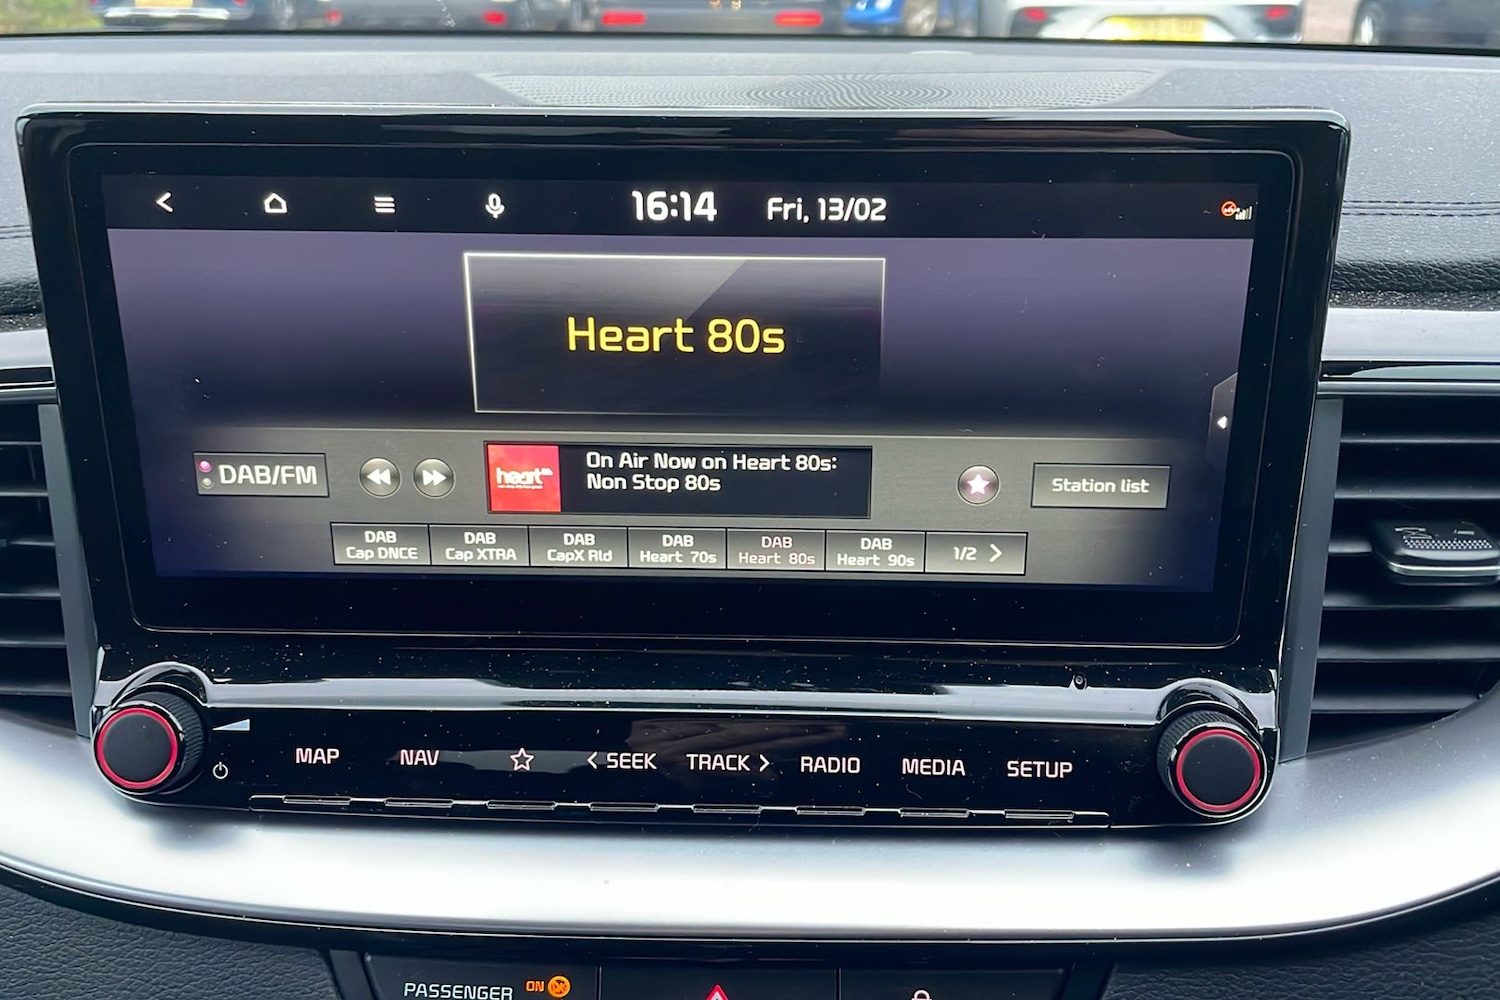 16:14 Fri, 13/02
Heart 80s
DAB/FM
heart
On Air Now on Heart 80s:
Non Stop 80s
Station list
DAB
Cap DNCE
DAB
Cap XTRA
DAB
CapX Rld
DAB
Heart 70s
DAB
Heart 80s
DAB
Heart 90s
1/2
MAP
NAV
SEEK
TRACK
RADIO
MEDIA
SETUP
PASSENGER
ON